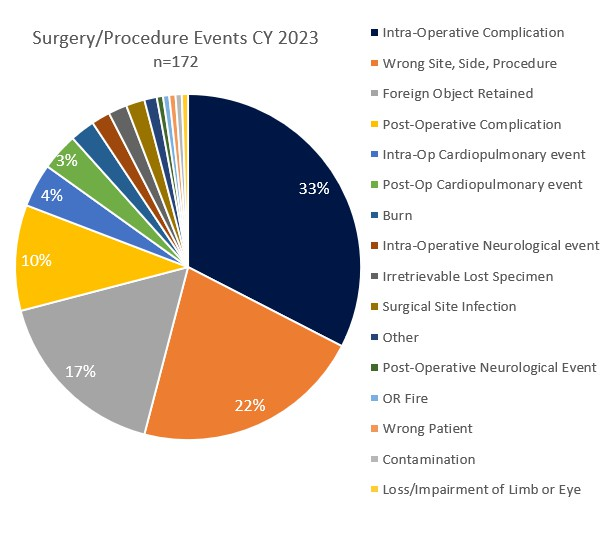 Surgery/Procedure Events CY 2023
n=172
33%
22%
17%
10%
4%
3%
Intra-Operative Complication
Wrong Site, Side, Procedure
Foreign Object Retained
Post-Operative Complication
Intra-Op Cardiopulmonary event
Post-Op Cardiopulmonary event
Burn
Intra-Operative Neurological event
Irretrievable Lost Specimen
Surgical Site Infection
Other
Post-Operative Neurological Event
OR Fire
Wrong Patient
Contamination
Loss/Impairment of Limb or Eye